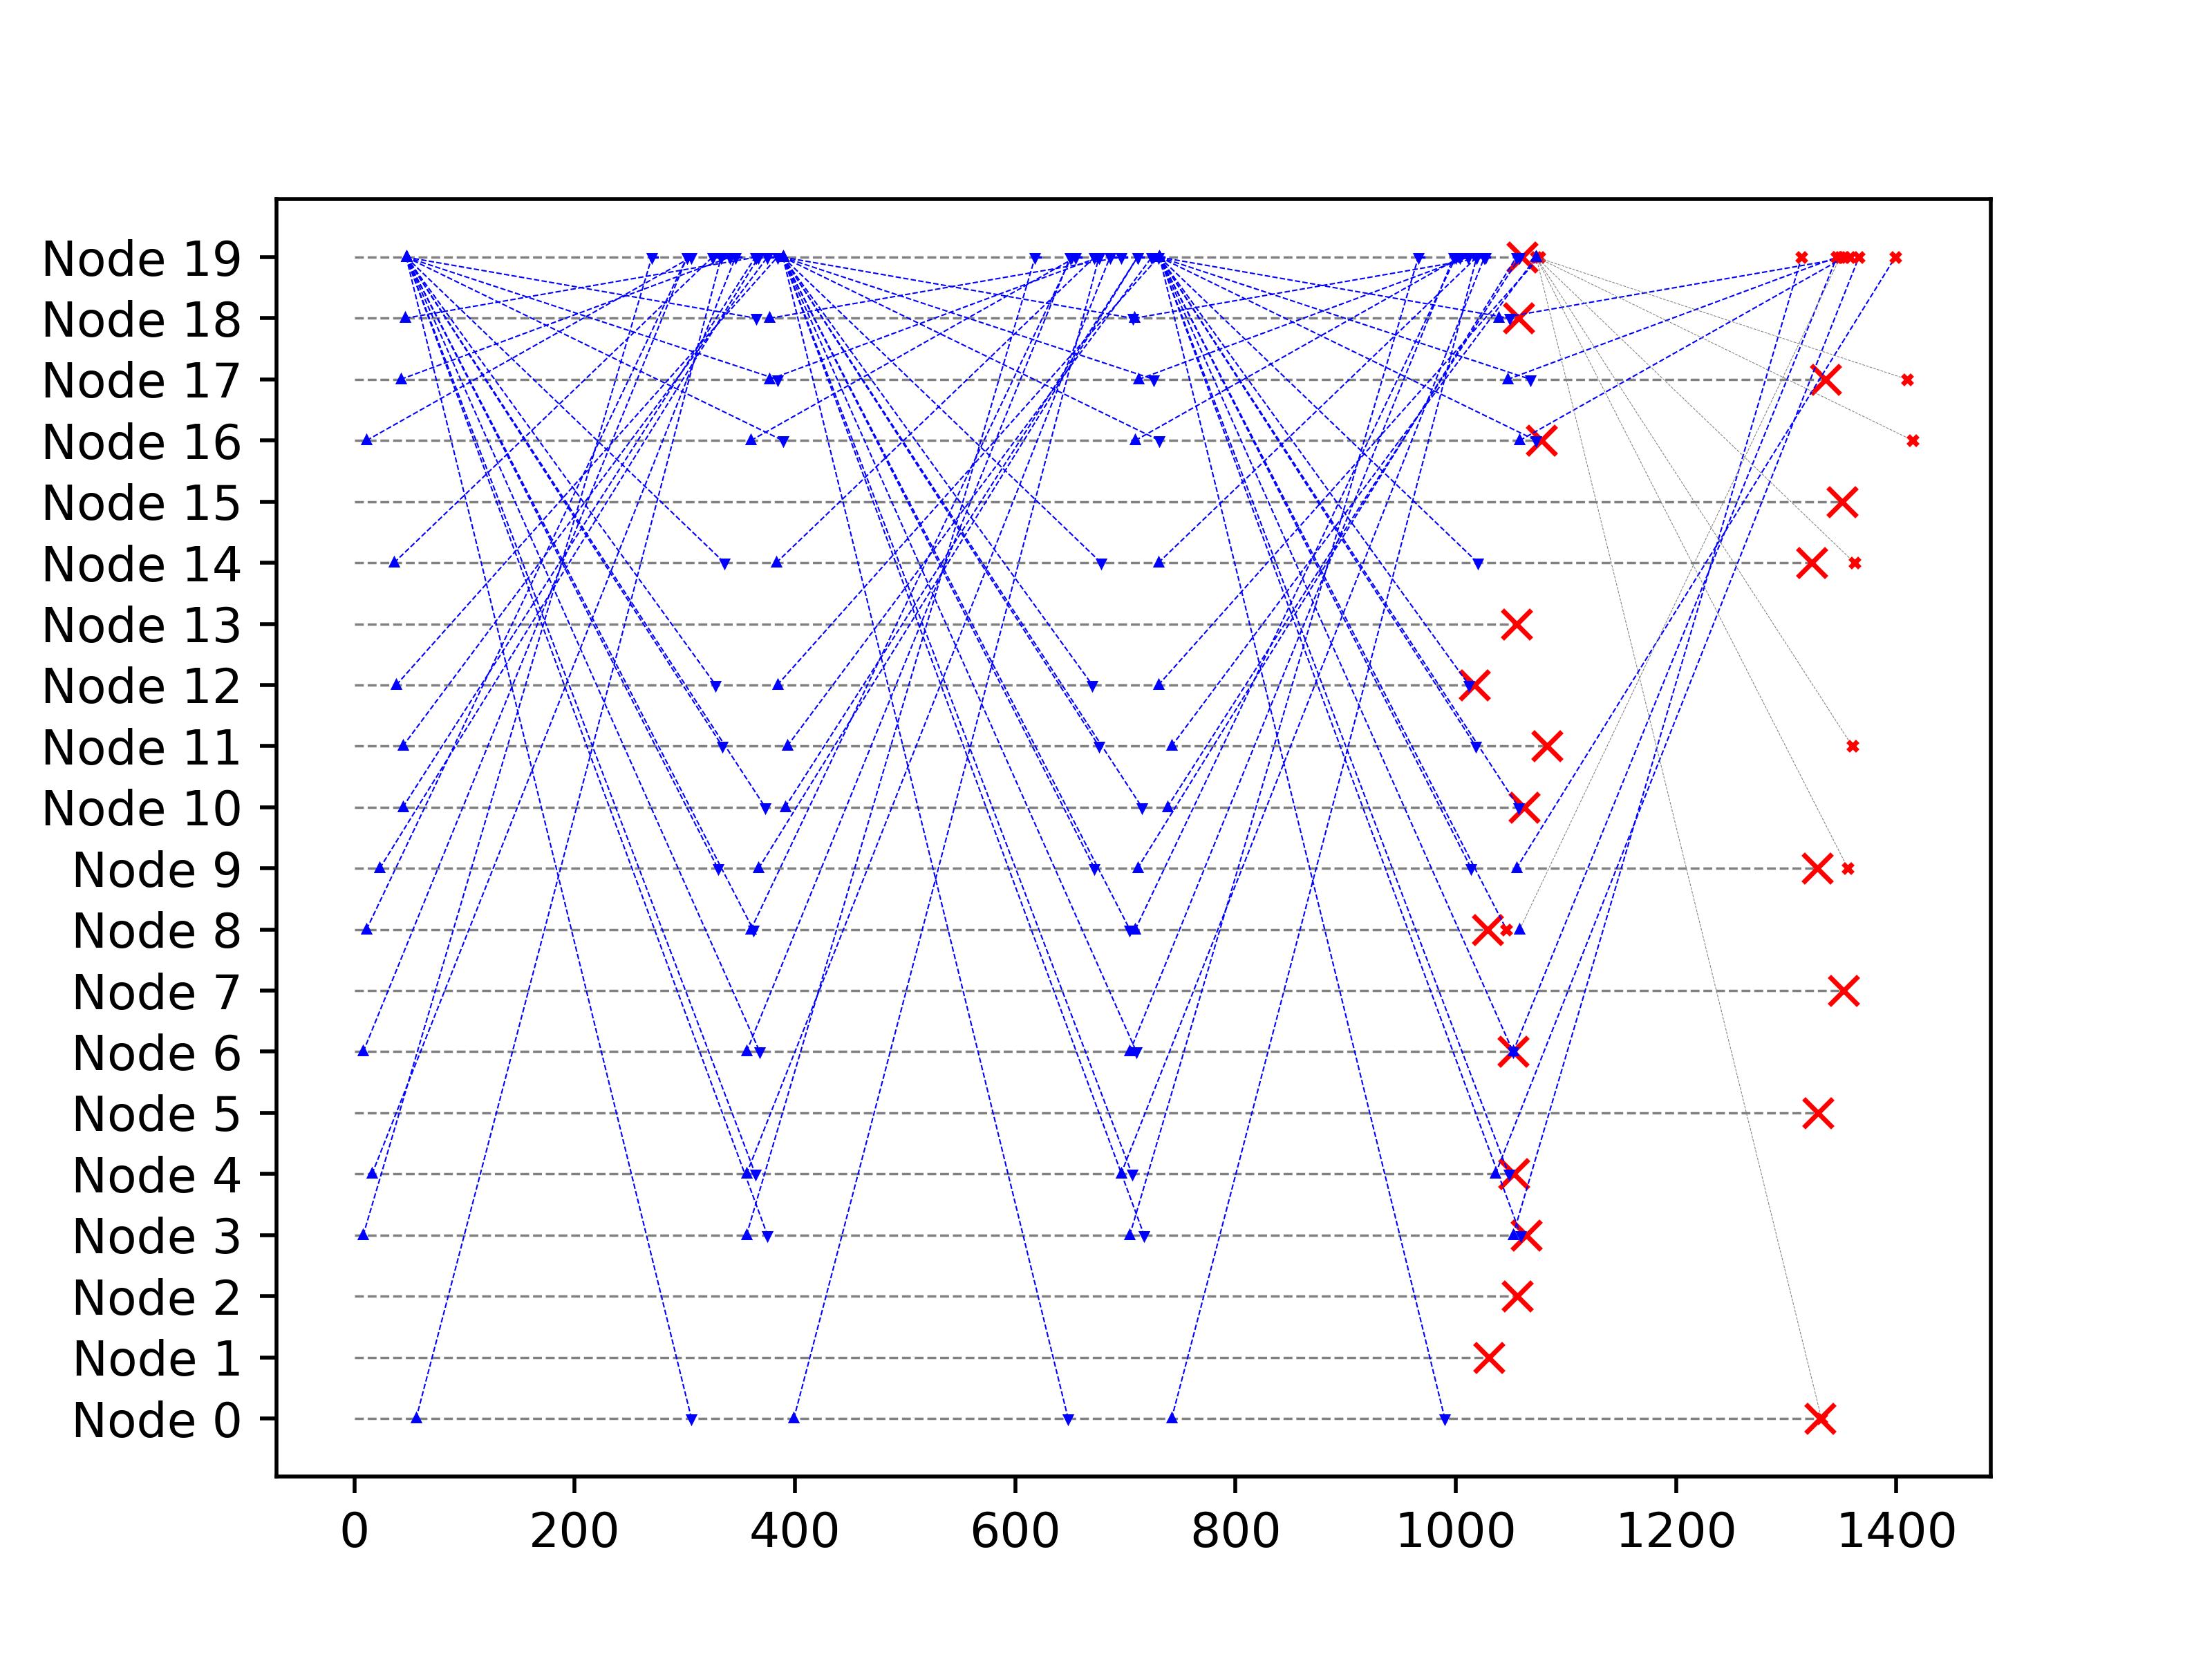 Node 19
Node 18
Node 17
Node 16
Node 15
Node 14
Node 13
Node 12
Node 11
Node 10
Node 9
Node 8
Node 7
Node 6
Node 5
Node 4
Node 3
Node 2
Node 1
Node 0
0 200 400 600 800 1000 1200 1400